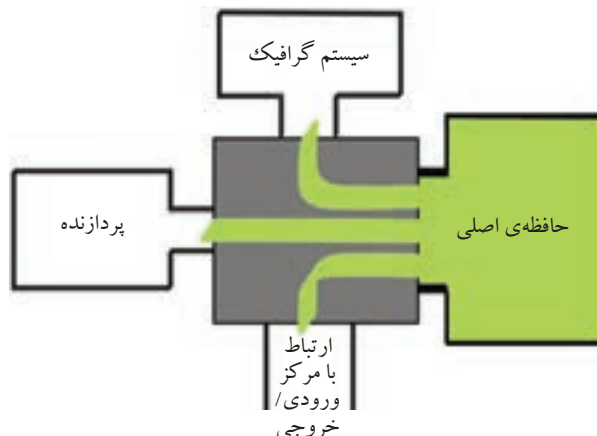 سیستم گرافیک
پردازنده
حافظه‌ی اصلی
ارتباط
با مرکز
ورودی/
خروجی